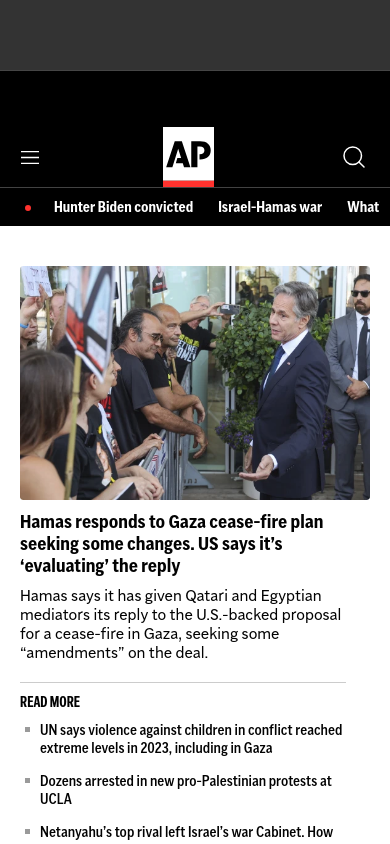 AP
Hunter Biden convicted
Israel-Hamas war
What
Hamas responds to Gaza cease-fire plan
seeking some changes. US says it’s
‘evaluating’ the reply
Hamas says it has given Qatari and Egyptian
mediators its reply to the U.S.-backed proposal
for a cease-fire in Gaza, seeking some
“amendments” on the deal.
READ MORE
UN says violence against children in conflict reached
extreme levels in 2023, including in Gaza
Dozens arrested in new pro-Palestinian protests at
UCLA
Netanyahu’s top rival left Israel’s war Cabinet. How